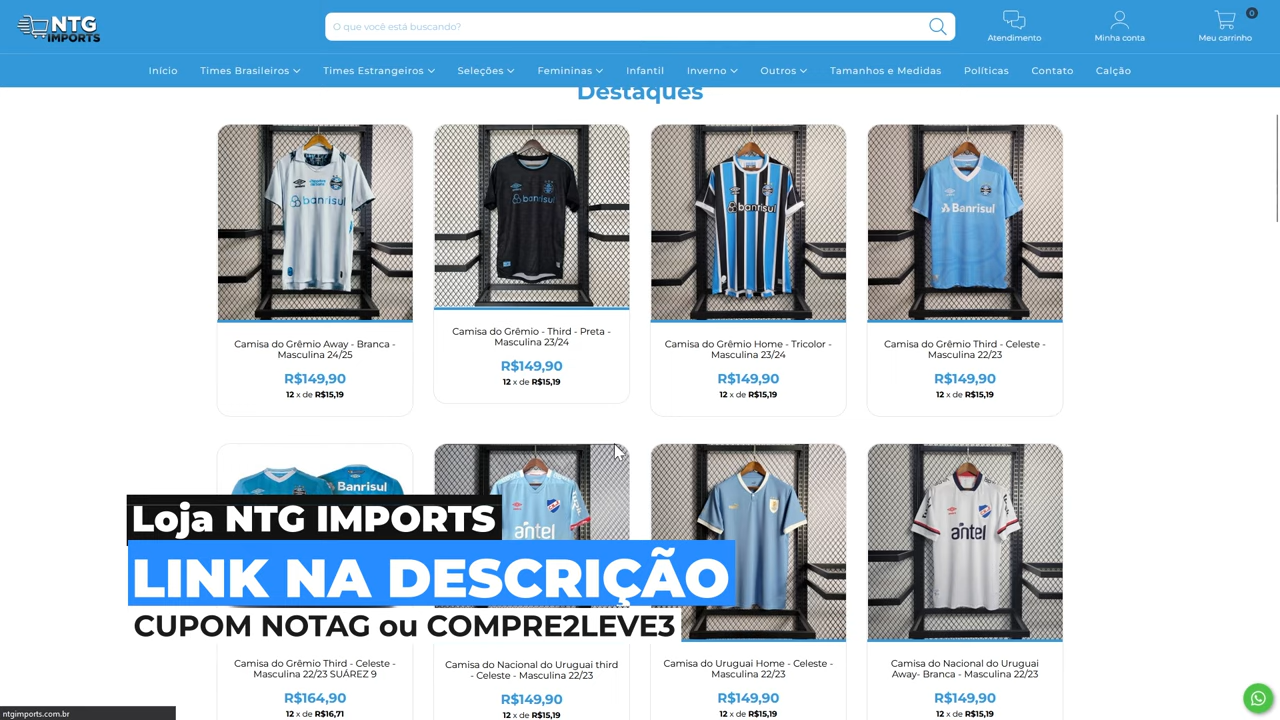 NTG
IMPORTS
O que você está buscando?
Atendimento
Minha conta
0
Meu carrinho
Início
Times Brasileiros
Times Estrangeiros
Seleções
Femininas
Infantil
Inverno
Outros
Tamanhos e Medidas
Políticas
Contato
Calção
Destaques
banrisul
banrisul
banrisul
Banrisul
Camisa do Grêmio Away - Branca -
Masculina 24/25
R$149,90
12 x de R$15,19
Camisa do Grêmio - Third - Preta -
Masculina 23/24
R$149,90
12 x de R$15,19
Camisa do Grêmio Home - Tricolor -
Masculina 23/24
R$149,90
12 x de R$15,19
Camisa do Grêmio Third - Celeste -
Masculina 22/23
R$149,90
12 x de R$15,19
Banrisul
antel
antel
Loja NTG IMPORTS
LINK NA DESCRIÇÃO
CUPOM NOTAG ou COMPRE2LEVE3
Camisa do Grêmio Third - Celeste -
Masculina 22/23 SUÁREZ 9
R$164,90
12 x de R$16,71
Camisa do Nacional do Uruguai third
- Celeste - Masculina 22/23
R$149,90
12 x de R$15,19
Camisa do Uruguai Home - Celeste -
Masculina 22/23
R$149,90
12 x de R$15,19
Camisa do Nacional do Uruguai
Away- Branca - Masculina 22/23
R$149,90
12 x de R$15,19
ntgimports.com.br